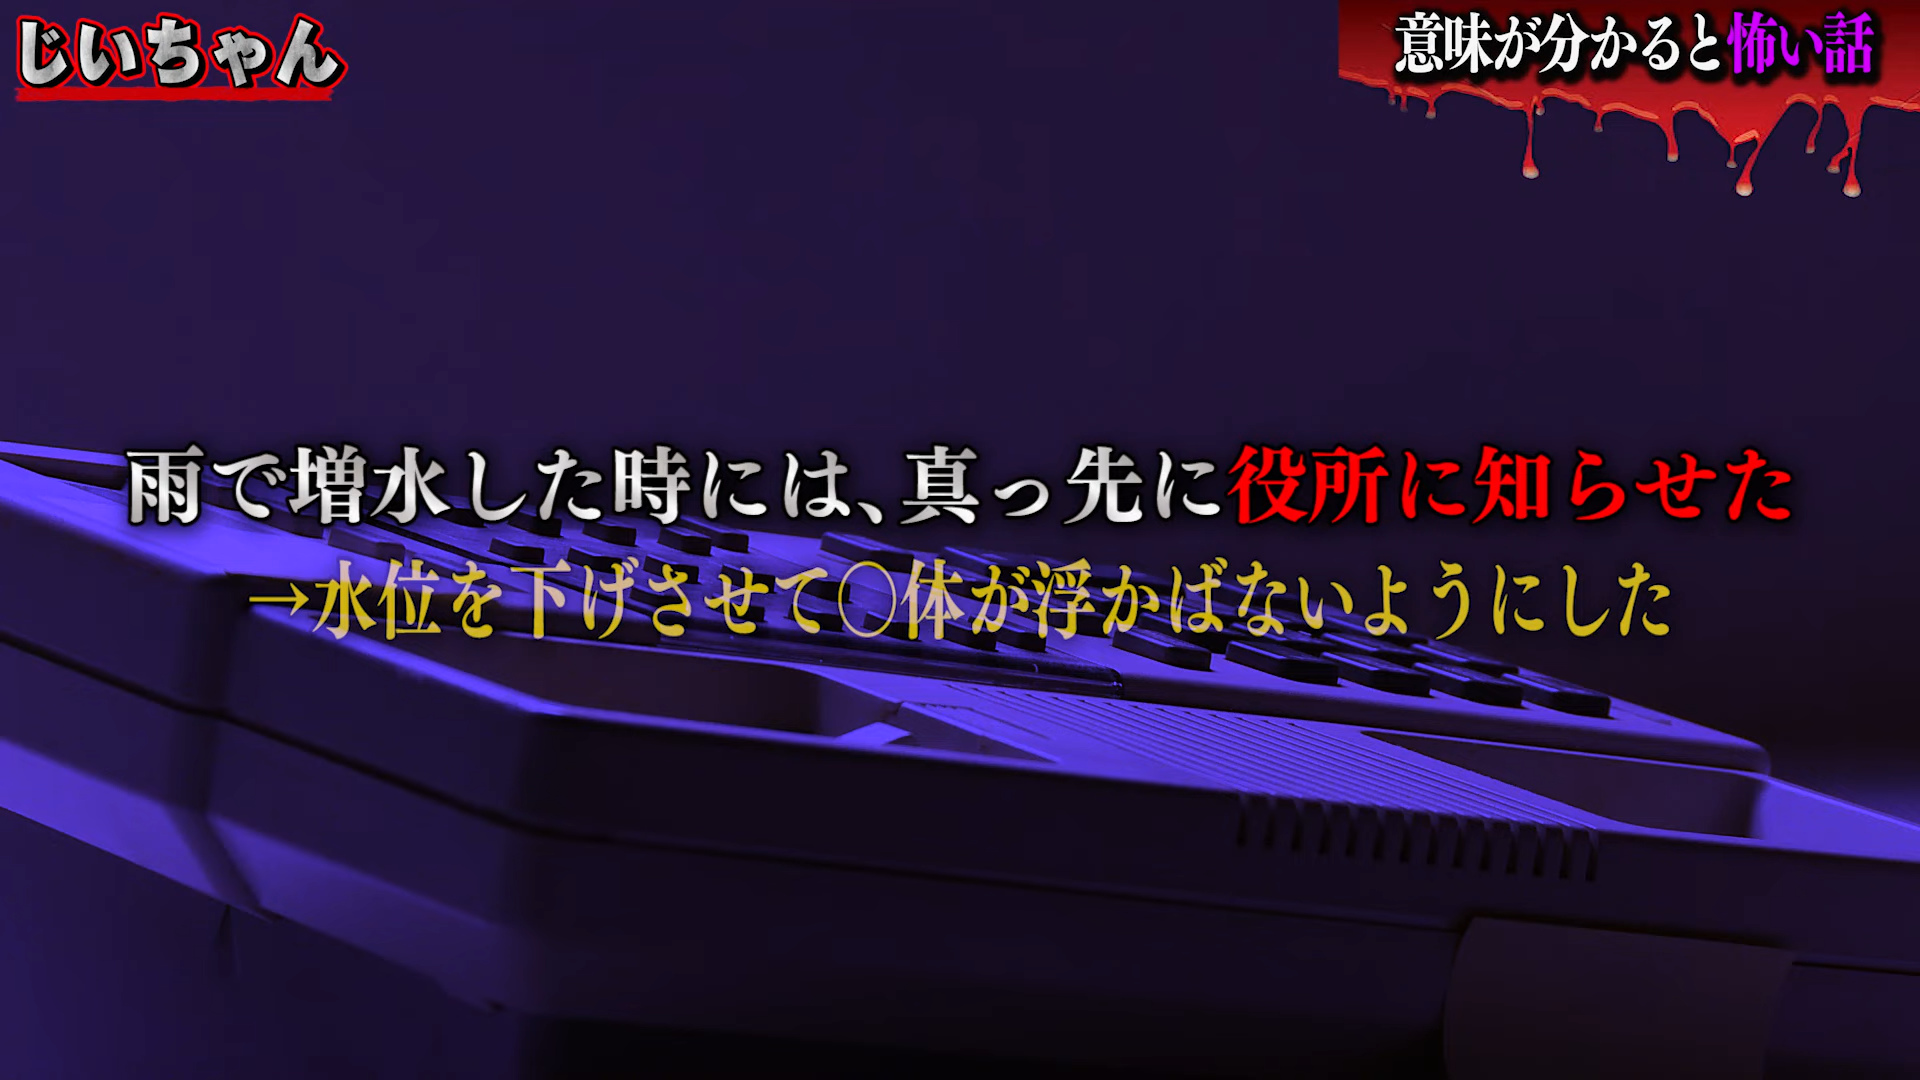 じいちゃん
意味が分かると怖い話
雨で増水した時には、真っ先に役所に知らせた
→水位を下げさせて〇体が浮かばないようにした